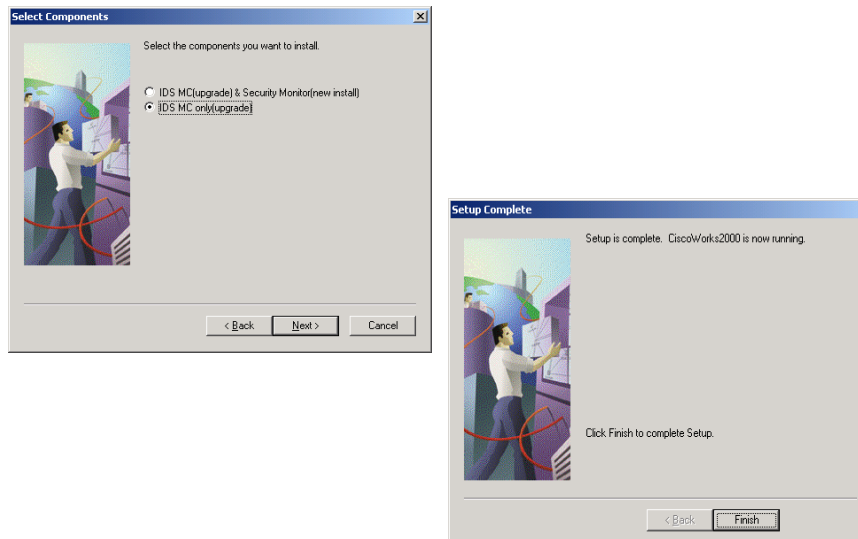 Select Components
Select the components you want to install.
IDS MC(upgrade) & Security Monitor(new install)
IDS MC only(upgrade)
< Back
Next >
Cancel
Setup Complete
Setup is complete. CiscoWorks2000 is now running.
Click Finish to complete Setup.
< Back
Finish